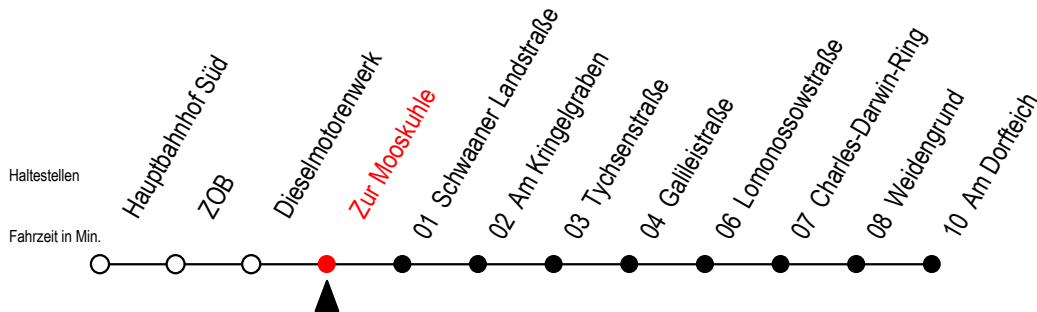 Haltestellen
Fahrzeit in Min.
Hauptbahnhof Süd
ZOB
Dieselmotorenwerk
Zur Mooskuhle
01 Schwaaner Landstraße
02 Am Kringelgraben
03 Tychsenstraße
04 Galileistraße
06 Lomonossowstraße
07 Charles-Darwin-Ring
08 Weidengrund
10 Am Dorfteich